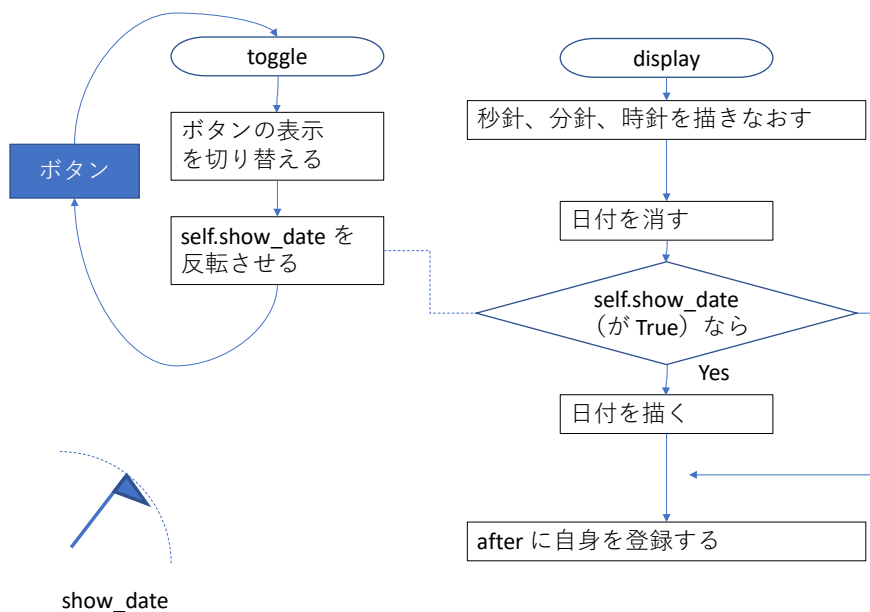 toggle
ボタンの表示
を切り替える
ボタン
self.show_date を
反転させる
display
秒針、分針、時針を描きなおす
日付を消す
self.show_date
（が True）なら
Yes
日付を描く
after に自身を登録する
show_date